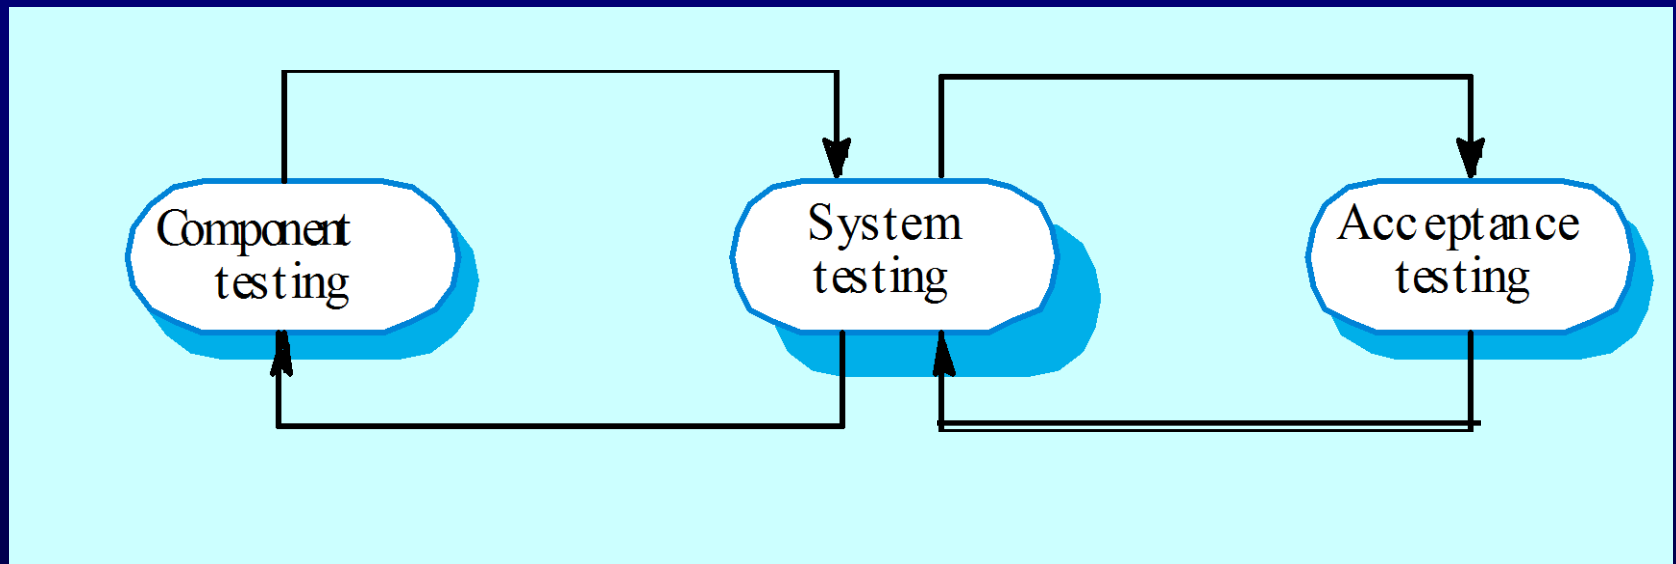 Component
testing
System
testing
Acceptance
testing